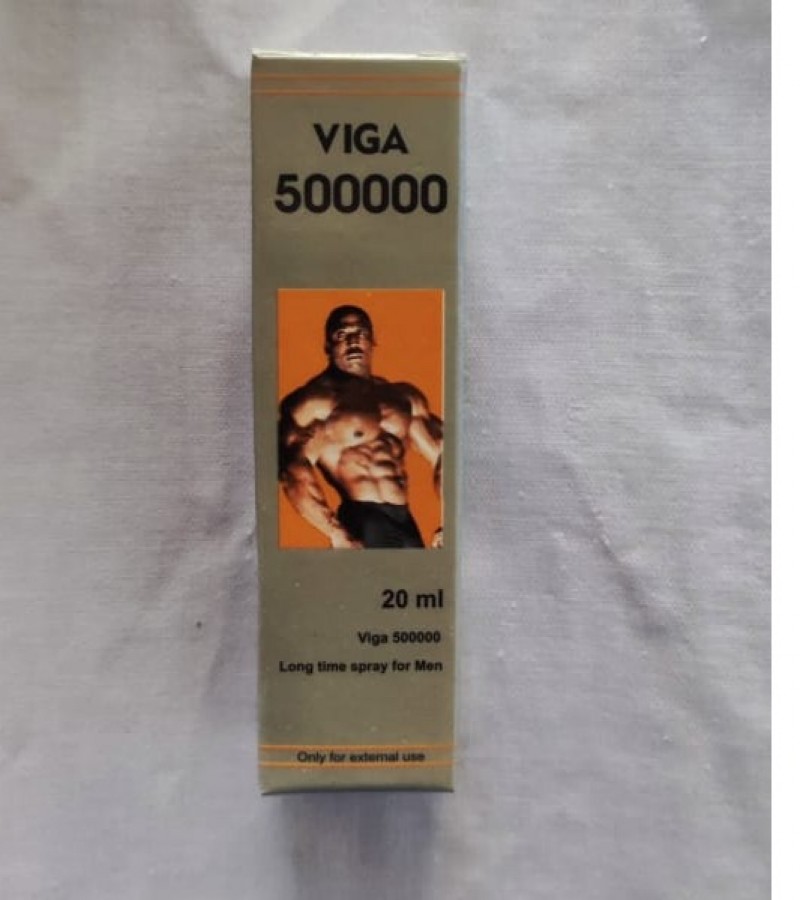 VIGA
500000
20 ml
Viga 500000
Long time spray for Men
Only for external use